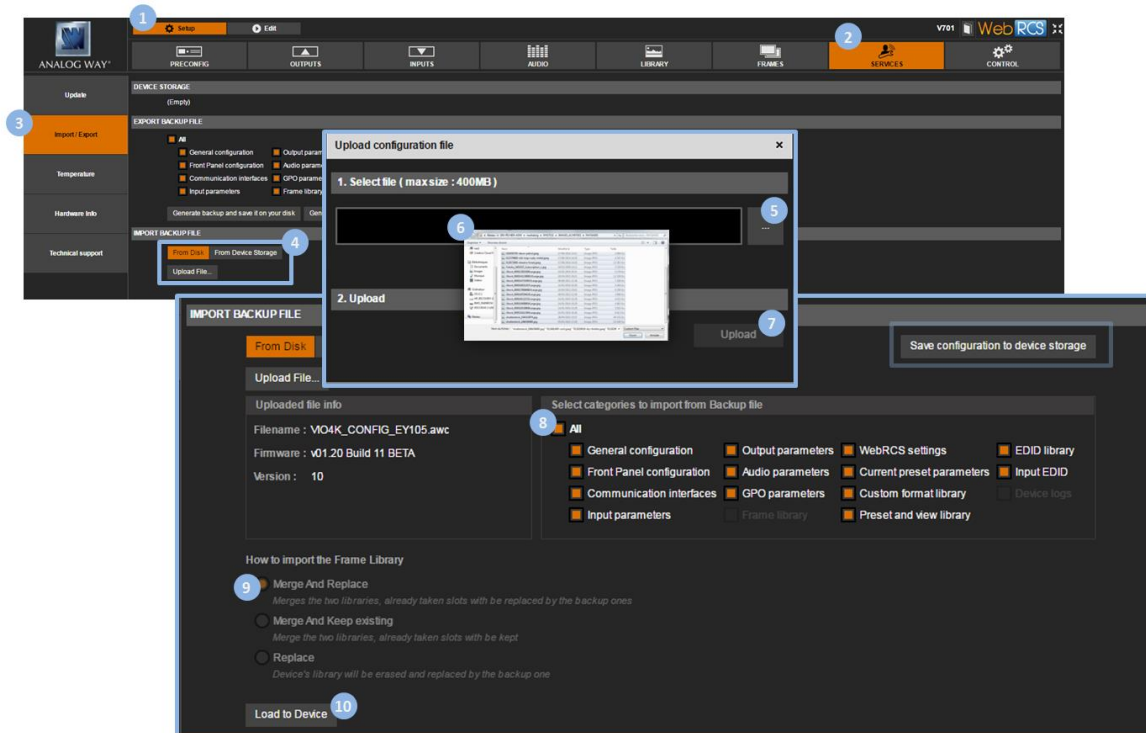 1
Setup
Edit
V701
WebRCS
2
ANALOG WAY®
PRECONFIG
OUTPUTS
INPUTS
AUDIO
LIBRARY
FRAMES
SERVICES
CONTROL
Update
DEVICE STORAGE
(Empty)
3
Import / Export
EXPORT BACKUP FILE
All
General configuration
Output param
Front Panel configuration
Audio parame
Communication interfaces
GPO parame
Input parameters
Frame library
Temperature
Hardware Info
Generate backup and save it on your disk
Gen
IMPORT BACKUP FILE
4
Technical support
From Disk
From Device Storage
Upload File...
Upload configuration file
×
1. Select file ( max size : 400MB )
5
...
6
2. Upload
7
Upload
IMPORT BACKUP FILE
From Disk
Save configuration to device storage
Upload File...
Uploaded file info
Select categories to import from Backup file
Filename : VIO4K_CONFIG_EY105.awc
Firmware : v01.20 Build 11 BETA
Version : 10
8
All
General configuration
Output parameters
WebRCS settings
EDID library
Front Panel configuration
Audio parameters
Current preset parameters
Input EDID
Communication interfaces
GPO parameters
Custom format library
Device logs
Input parameters
Frame library
Preset and view library
How to import the Frame Library
9
Merge And Replace
Merges the two libraries, already taken slots with be replaced by the backup ones
Merge And Keep existing
Merge the two libraries, already taken slots with be kept
Replace
Device's library will be erased and replaced by the backup one
Load to Device
10